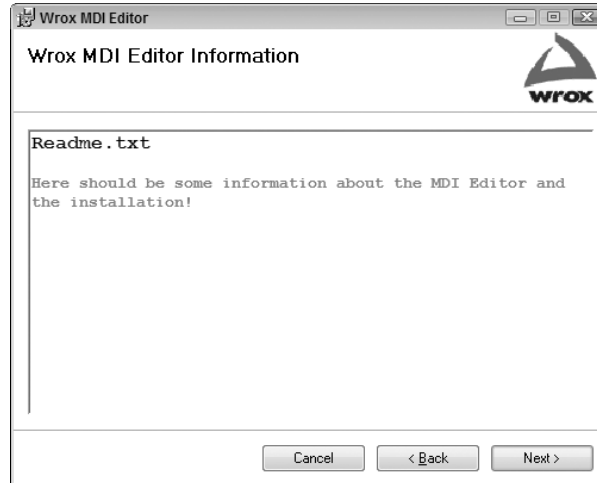 Wrox MDI Editor
Wrox MDI Editor Information
wrox
Readme.txt
Here should be some information about the MDI Editor and
the installation!
Cancel
< Back
Next >